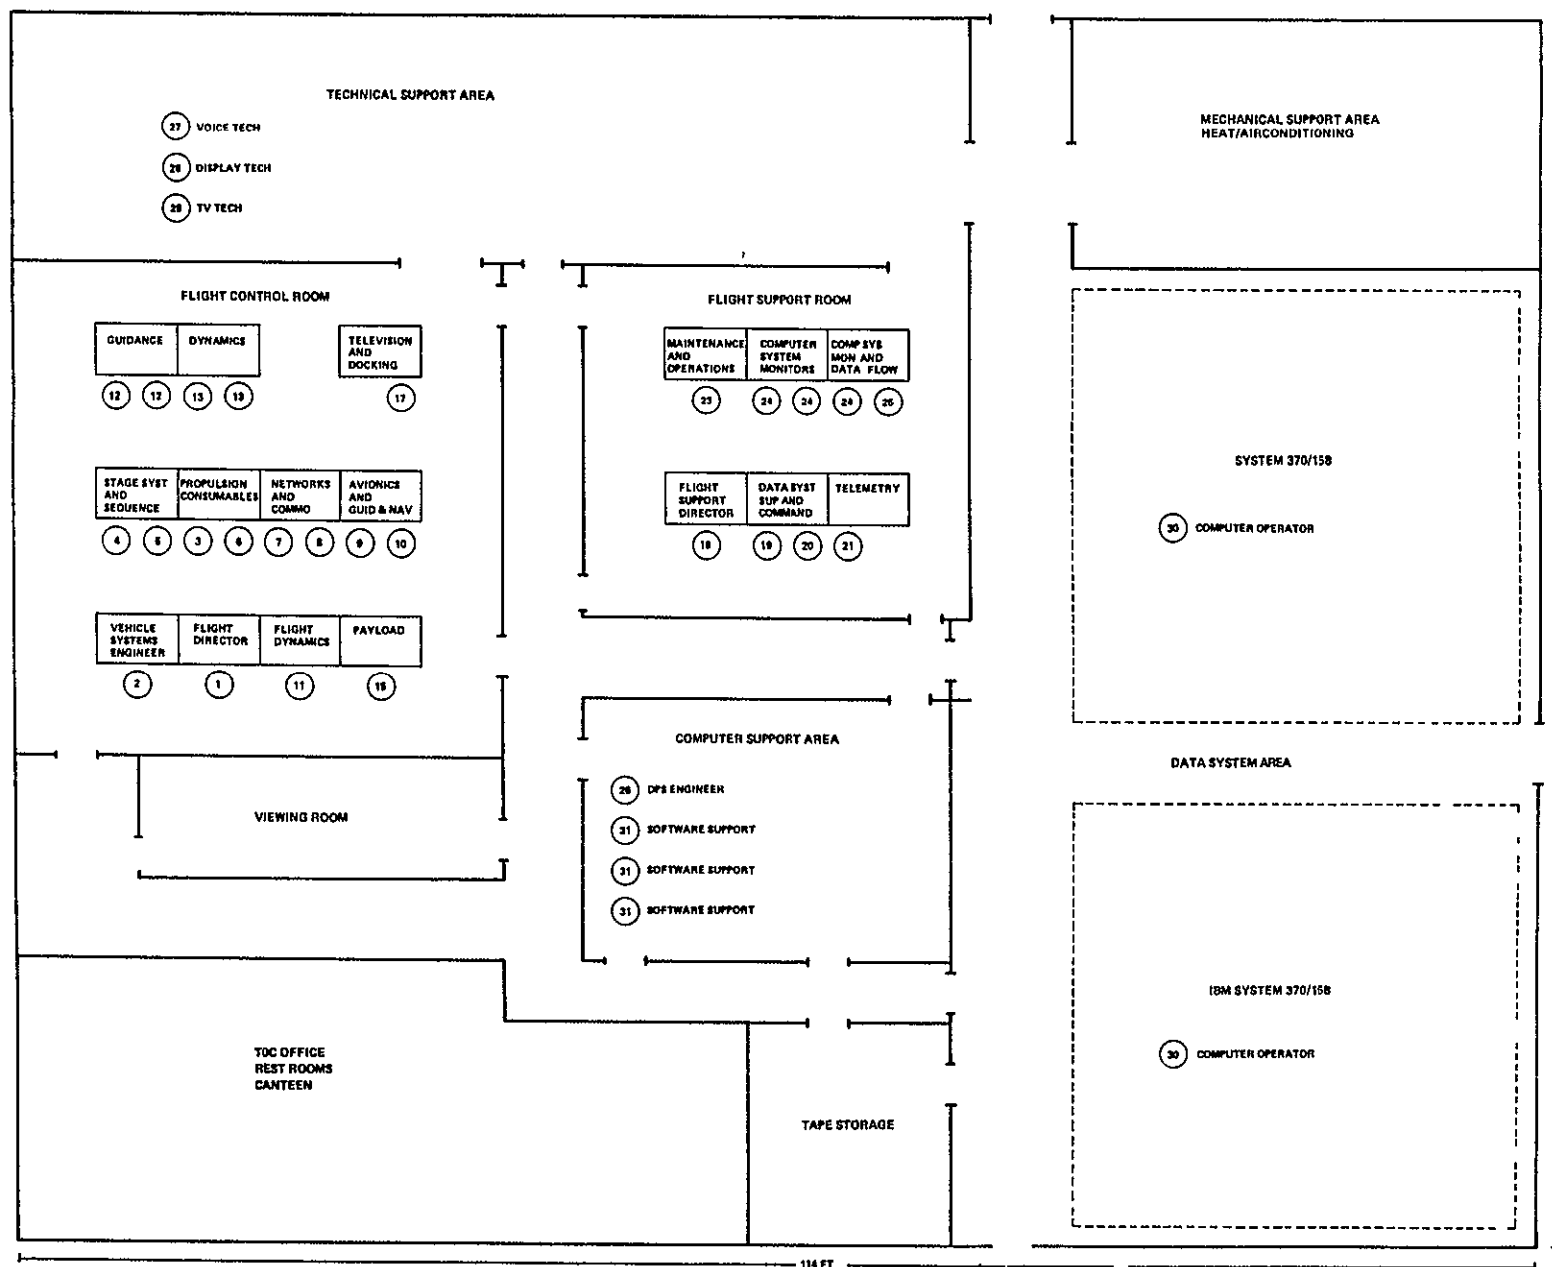 TECHNICAL SUPPORT AREA
27 VOICE TECH
28 DISPLAY TECH
29 TV TECH
MECHANICAL SUPPORT AREA
HEAT/AIRCONDITIONING
FLIGHT CONTROL ROOM
GUIDANCE
DYNAMICS
TELEVISION
AND
DOCKING
12 12 13 13 17
STAGE SYST
AND
SEQUENCE
PROPULSION
CONSUMABLES
NETWORKS
AND
COMMO
AVIONICS
AND
GUID & NAV
4 5 3 6 7 8 9 10
VEHICLE
SYSTEMS
ENGINEER
FLIGHT
DIRECTOR
FLIGHT
DYNAMICS
PAYLOAD
2 1 11 15
FLIGHT SUPPORT ROOM
MAINTENANCE
AND
OPERATIONS
COMPUTER
SYSTEM
MONITORS
COMP SYS
MON AND
DATA FLOW
23 24 24 24 25
FLIGHT
SUPPORT
DIRECTOR
DATA SYST
SUP AND
COMMAND
TELEMETRY
18 19 20 21
SYSTEM 370/158
30 COMPUTER OPERATOR
DATA SYSTEM AREA
IBM SYSTEM 370/158
30 COMPUTER OPERATOR
COMPUTER SUPPORT AREA
26 DPS ENGINEER
31 SOFTWARE SUPPORT
31 SOFTWARE SUPPORT
31 SOFTWARE SUPPORT
VIEWING ROOM
TOC OFFICE
REST ROOMS
CANTEEN
TAPE STORAGE
114 FT